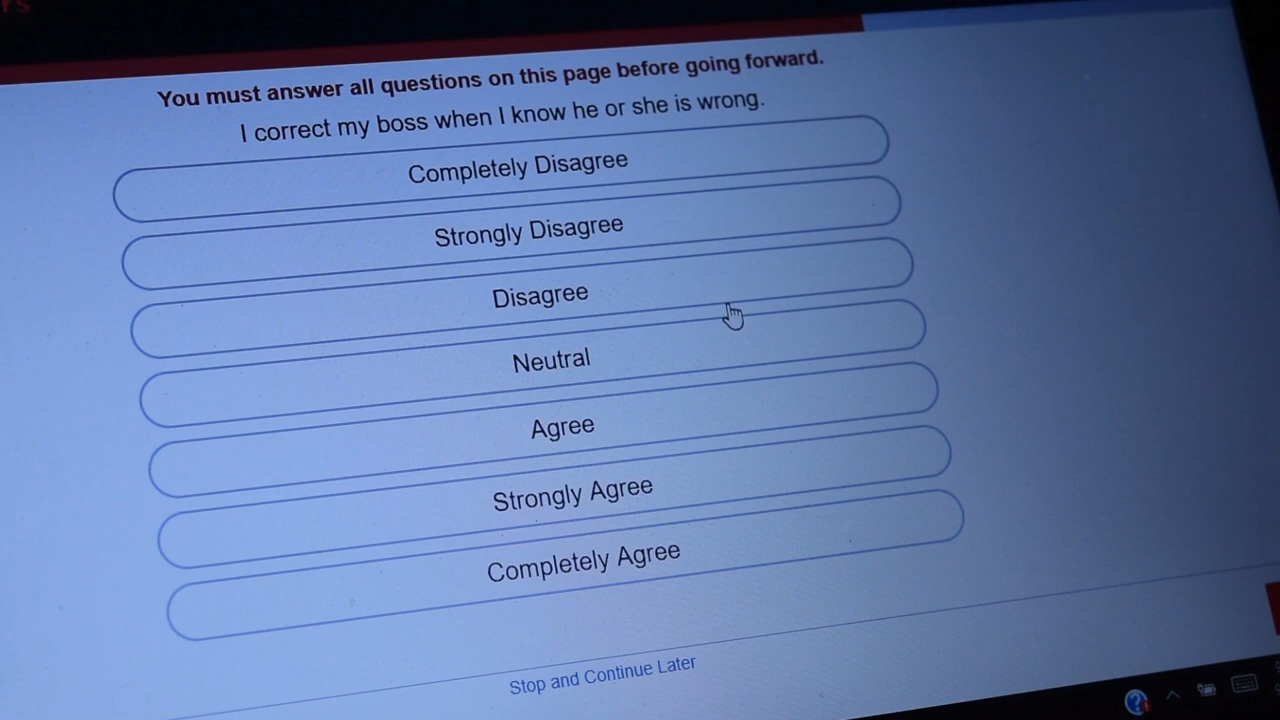 rs
You must answer all questions on this page before going forward.
I correct my boss when I know he or she is wrong.
Completely Disagree
Strongly Disagree
Disagree
Neutral
Agree
Strongly Agree
Completely Agree
Stop and Continue Later